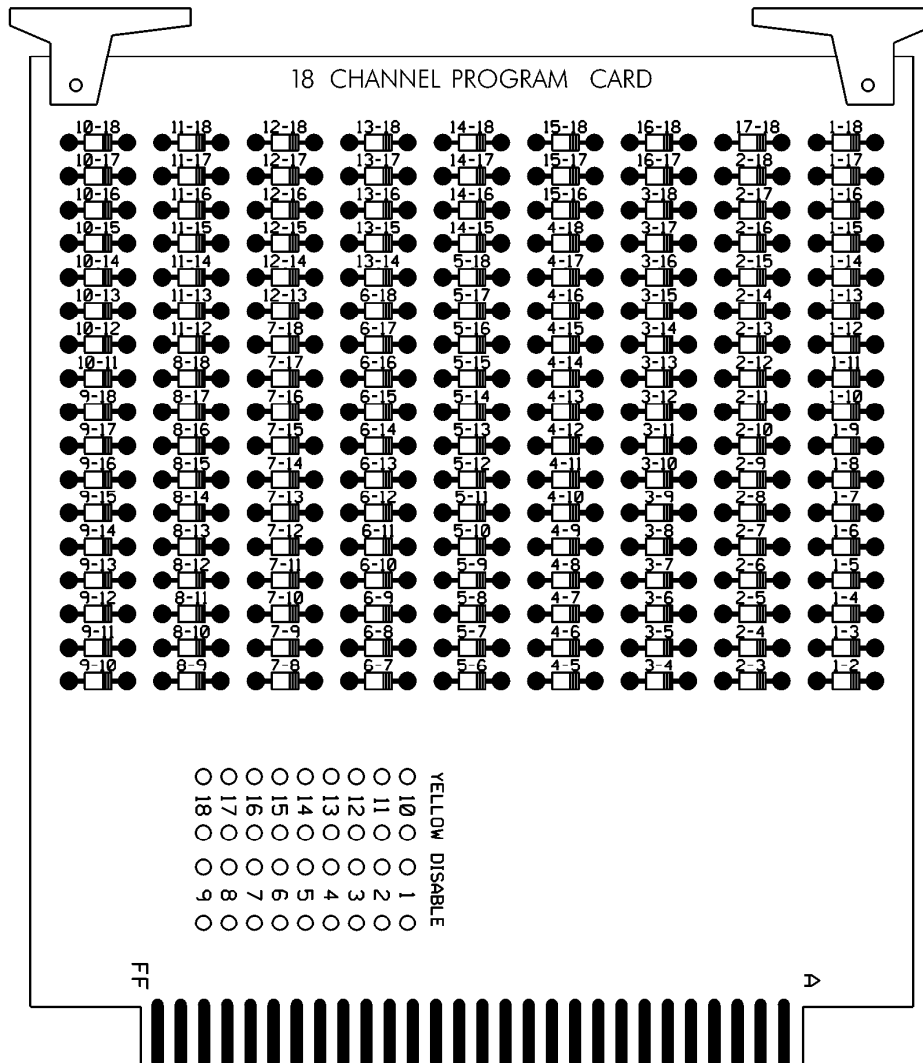 18 CHANNEL PROGRAM CARD
10-18 11-18 12-18 13-18 14-18 15-18 16-18 17-18 1-18
10-17 11-17 12-17 13-17 14-17 15-17 16-17 2-18 1-17
10-16 11-16 12-16 13-16 14-16 15-16 3-18 2-17 1-16
10-15 11-15 12-15 13-15 14-15 4-18 3-17 2-16 1-15
10-14 11-14 12-14 13-14 5-18 4-17 3-16 2-15 1-14
10-13 11-13 12-13 6-18 5-17 4-16 3-15 2-14 1-13
10-12 11-12 7-18 6-17 5-16 4-15 3-14 2-13 1-12
10-11 8-18 7-17 6-16 5-15 4-14 3-13 2-12 1-11
9-18 8-17 7-16 6-15 5-14 4-13 3-12 2-11 1-10
9-17 8-16 7-15 6-14 5-13 4-12 3-11 2-10 1-9
9-16 8-15 7-14 6-13 5-12 4-11 3-10 2-9 1-8
9-15 8-14 7-13 6-12 5-11 4-10 3-9 2-8 1-7
9-14 8-13 7-12 6-11 5-10 4-9 3-8 2-7 1-6
9-13 8-12 7-11 6-10 5-9 4-8 3-7 2-6 1-5
9-12 8-11 7-10 6-9 5-8 4-7 3-6 2-5 1-4
9-11 8-10 7-9 6-8 5-7 4-6 3-5 2-4 1-3
9-10 8-9 7-8 6-7 5-6 4-5 3-4 2-3 1-2
YELLOW DISABLE
10 1
11 2
12 3
13 4
14 5
15 6
16 7
17 8
18 9
FF
A